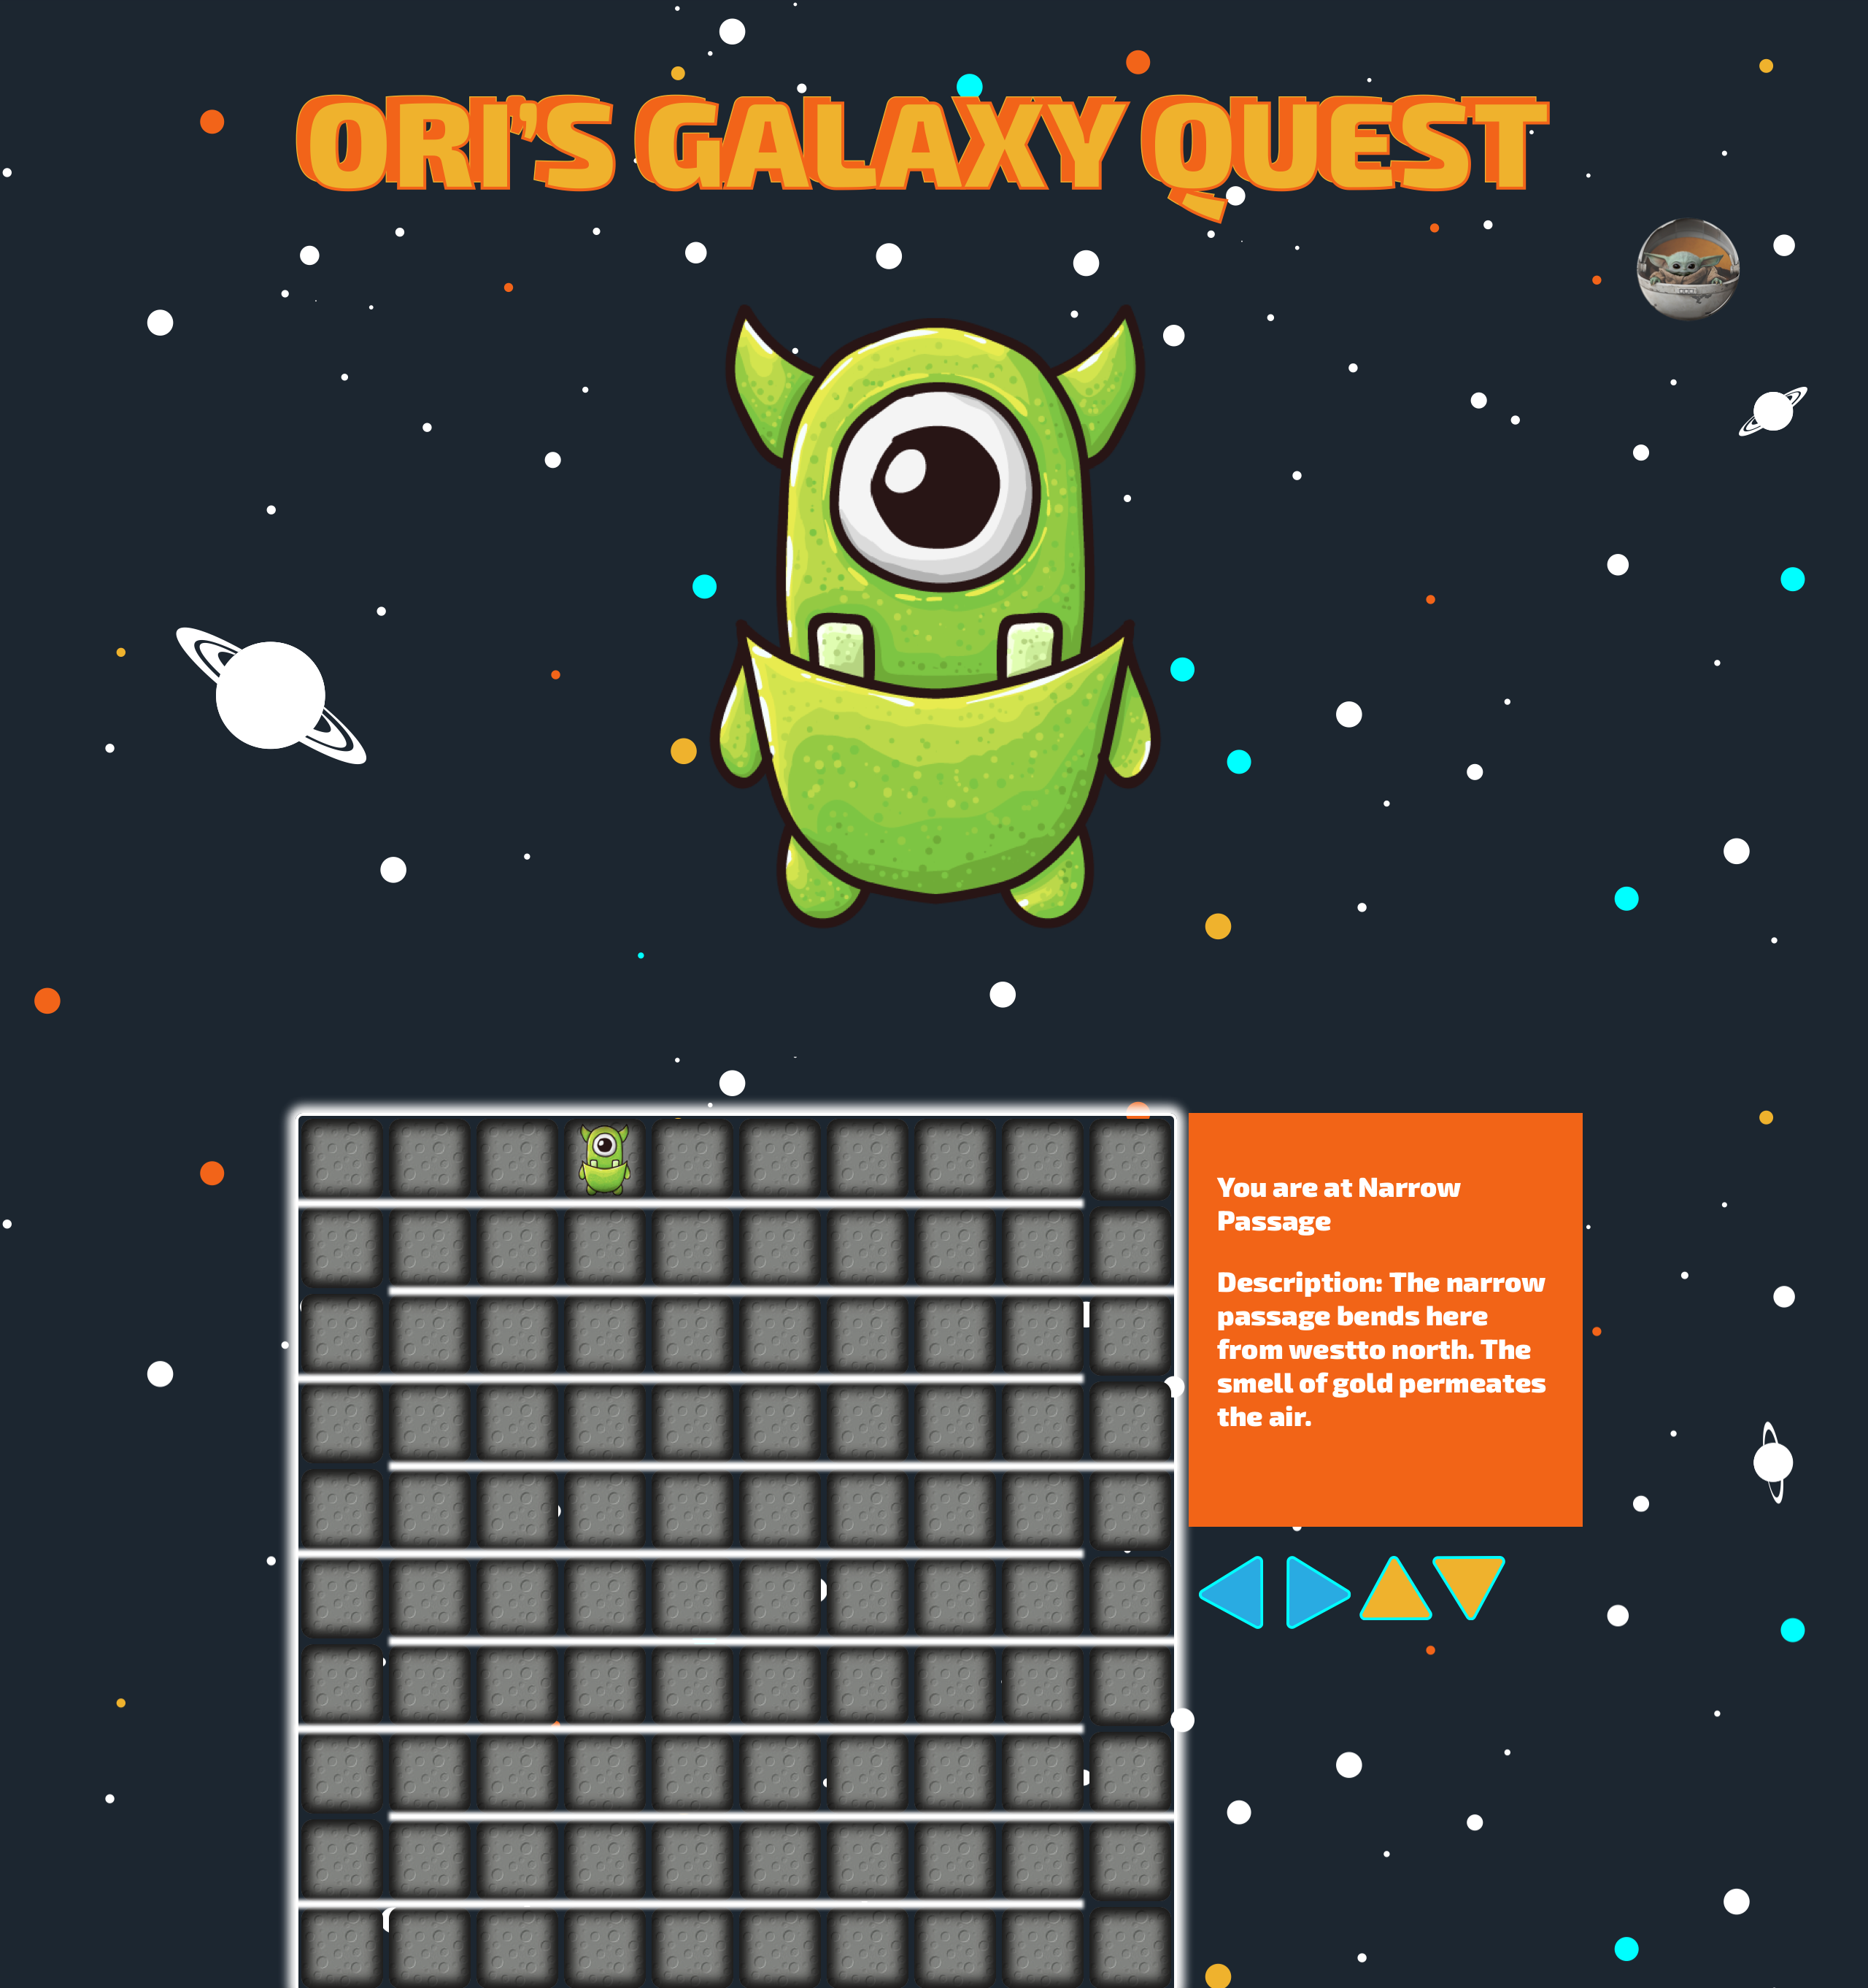 ORI'S GALAXY QUEST
You are at Narrow
Passage
Description: The narrow
passage bends here
from westto north. The
smell of gold permeates
the air.